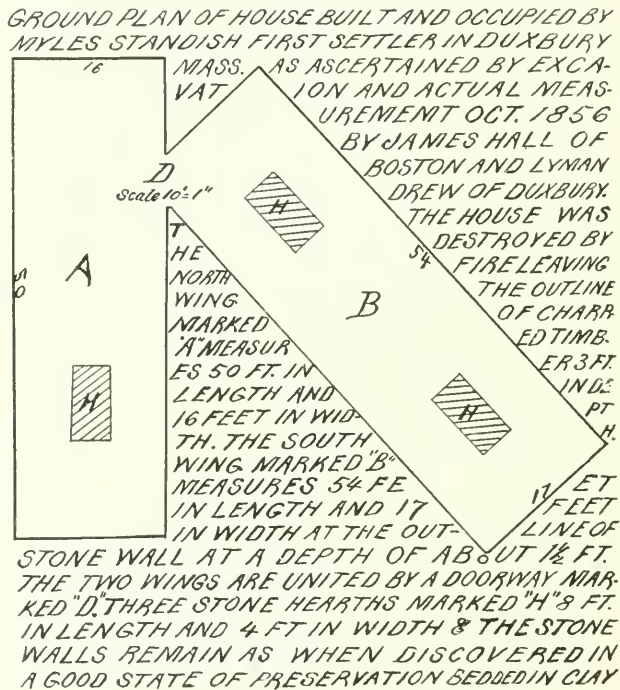 GROUND PLAN OF HOUSE BUILT AND OCCUPIED BY
MYLES STANDISH FIRST SETTLER IN DUXBURY
16 MASS. AS ASCERTAINED BY EXCA-
VAT ION AND ACTUAL MEAS-
UREMEMT OCT. 1856
BY JAMES HALL OF
D BOSTON AND LYMAN
Scale 10'=1" DREW OF DUXBURY.
H THE HOUSE WAS
T DESTROYED BY
HE 54 FIRE LEAVING
50 A NORTH THE OUTLINE
WING B OF CHARR
MARKED ED TIMB-
"A" MEASUR ER 3 FT.
ES 50 FT. IN IN DE
H LENGTH AND H PT
16 FEET IN WID- H.
TH. THE SOUTH
WING MARKED "B"
MEASURES 54 FE ET
IN LENGTH AND 17 17 FEET
IN WIDTH AT THE OUT- LINE OF
STONE WALL AT A DEPTH OF ABOUT 1½ FT.
THE TWO WINGS ARE UNITED BY A DOORWAY MAR-
KED "D." THREE STONE HEARTHS MARKED "H" 8 FT.
IN LENGTH AND 4 FT IN WIDTH & THE STONE
WALLS REMAIN AS WHEN DISCOVERED IN
A GOOD STATE OF PRESERVATION BEDDED IN CLAY